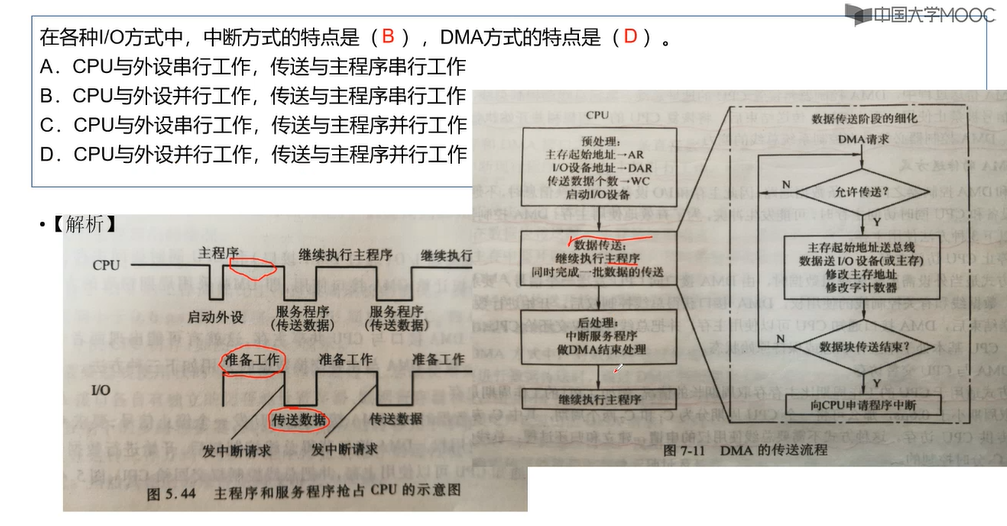 中国大学MOOC
在各种I/O方式中，中断方式的特点是（ B ），DMA方式的特点是（ D ）。
A．CPU与外设串行工作，传送与主程序串行工作
B．CPU与外设并行工作，传送与主程序串行工作
C．CPU与外设串行工作，传送与主程序并行工作
D．CPU与外设并行工作，传送与主程序并行工作
•【解析】
CPU
主程序
继续执行主程序
继续执行
启动外设
服务程序
（传送数据）
服务程序
（传送数据）
I/O
准备工作
准备工作
准备工作
传送数据
传送数据
发中断请求
发中断请求
图 5.44 主程序和服务程序抢占 CPU 的示意图
CPU
预处理：
主存起始地址→AR
I/O设备地址→DAR
传送数据个数→WC
启动I/O设备
数据传送：
继续执行主程序
同时完成一批数据的传送
后处理：
中断服务程序
做DMA结束处理
继续执行主程序
数据传送阶段的细化
DMA请求
N
允许传送？
Y
主存起始地址送总线
数据送 I/O设备(或主存)
修改主存地址
修改字计数器
N
数据块传送结束？
Y
向CPU申请程序中断
图 7-11 DMA 的传送流程